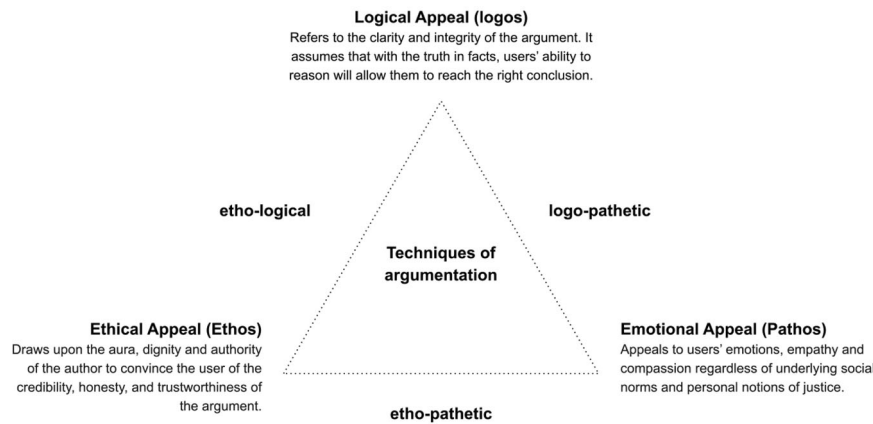 Logical Appeal (logos)
Refers to the clarity and integrity of the argument. It
assumes that with the truth in facts, users' ability to
reason will allow them to reach the right conclusion.
etho-logical
logo-pathetic
Techniques of
argumentation
Ethical Appeal (Ethos)
Draws upon the aura, dignity and authority
of the author to convince the user of the
credibility, honesty, and trustworthiness of
the argument.
Emotional Appeal (Pathos)
Appeals to users' emotions, empathy and
compassion regardless of underlying social
norms and personal notions of justice.
etho-pathetic